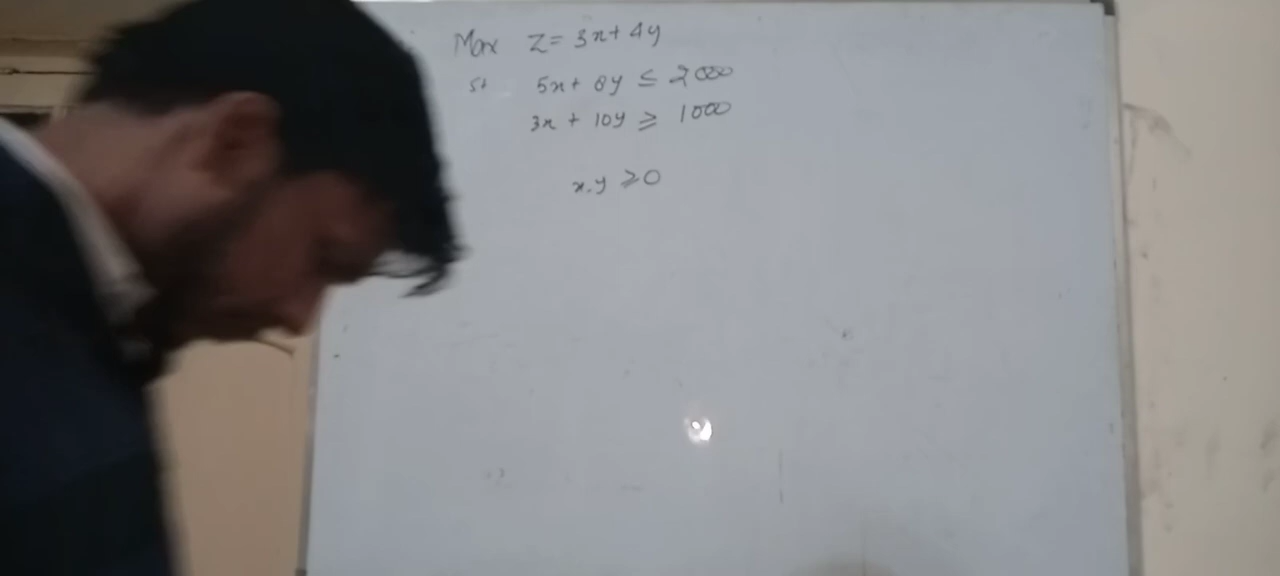 Max Z = 3x + 4y
St 5x + 8y ≤ 2000
3x + 10y ≥ 1000
x, y ≥ 0